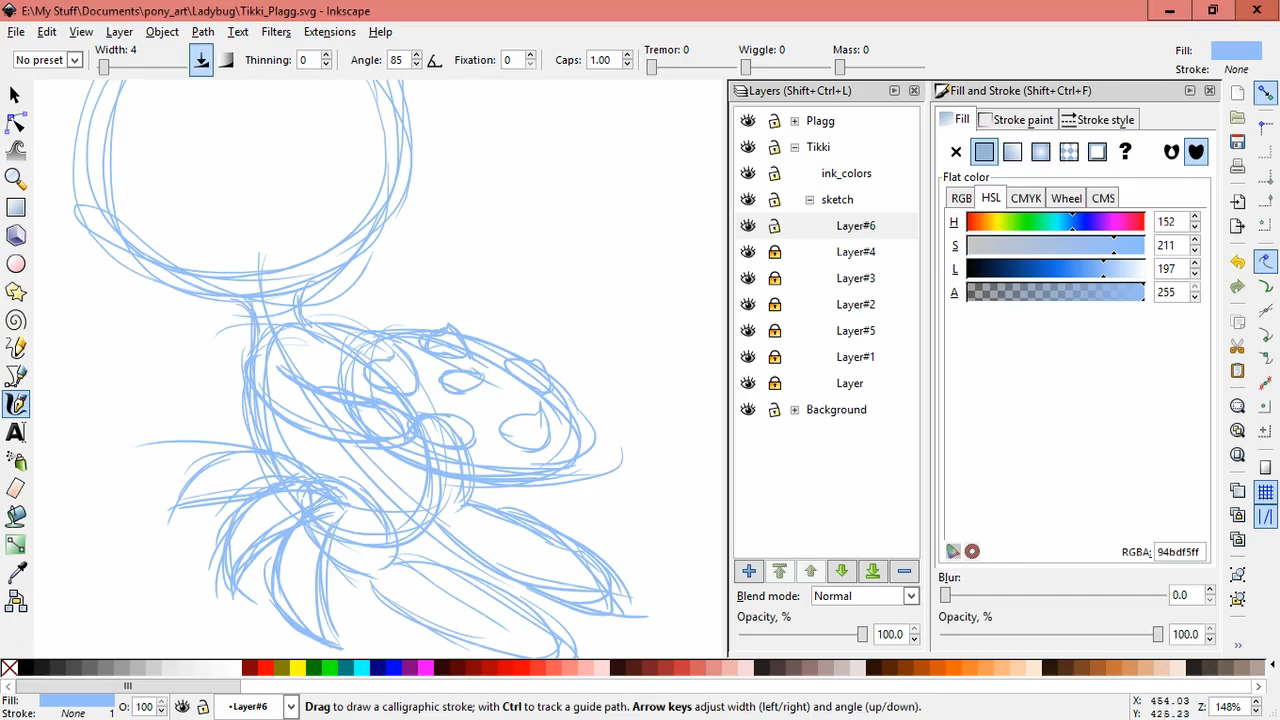 E:\My Stuff\Documents\pony_art\Ladybug\Tikki_Plagg.svg - Inkscape
File Edit View Layer Object Path Filters Text Extensions Help
No preset Width: 4 Thinning: 0 Angle: 85 Fixation: 0 Caps: 1.00 Tremor: 0 Wiggle: 0 Mass: 0 Fill:
Stroke: None
Layers (Shift+Ctrl+L)
Plagg
Tikki
ink_colors
sketch
Layer#6
Layer#4
Layer#3
Layer#2
Layer#5
Layer#1
Layer
Background
Blend mode: Normal
Opacity, %
100.0
Fill and Stroke (Shift+Ctrl+F)
Fill Stroke paint Stroke style
?
Flat color
RGB HSL CMYK Wheel CMS
H 152
S 211
L 197
A 255
RGBA: 94bdf5ff
Blur:
0.0
Opacity, %
100.0
Fill:
Stroke: None 1
O: 100
•Layer#6
Drag to draw a calligraphic stroke; with Ctrl to track a guide path. Arrow keys adjust width (left/right) and angle (up/down).
X: 454.03
Y: 425.23
Z: 148%